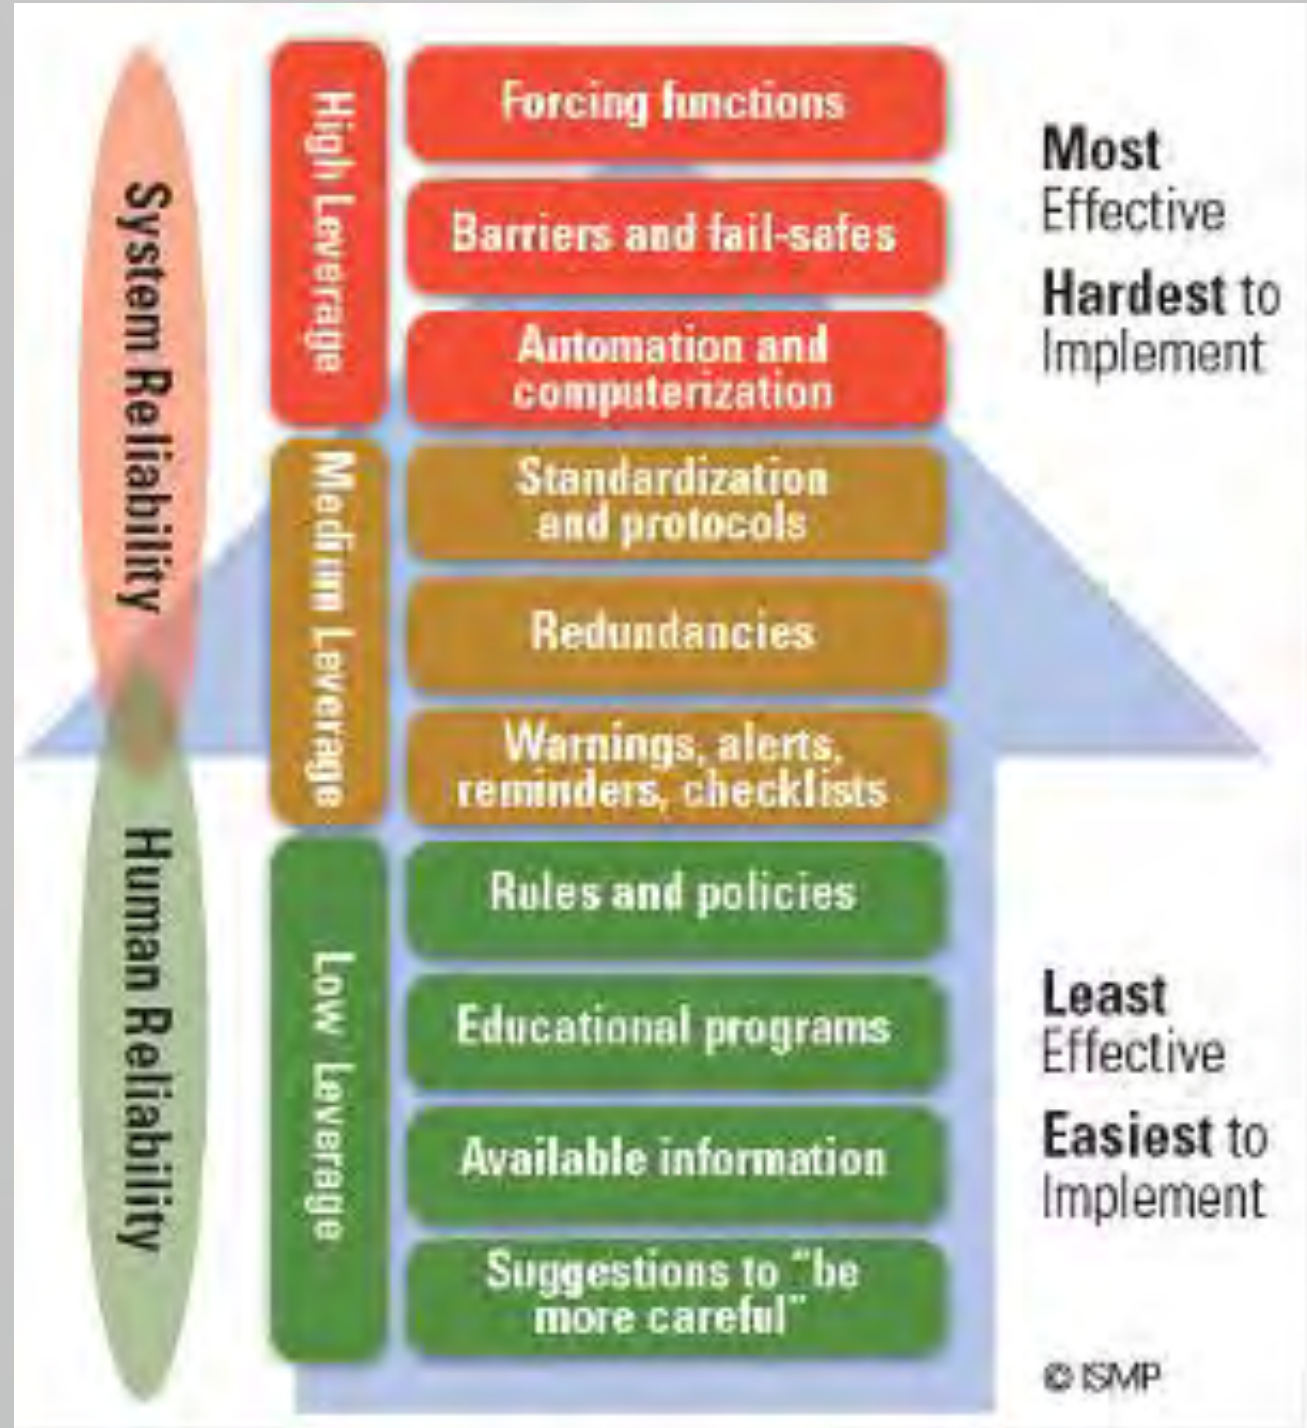 System Reliability
Human Reliability
High Leverage
Forcing functions
Barriers and fail-safes
Automation and
computerization
Medium Leverage
Standardization
and protocols
Redundancies
Warnings, alerts,
reminders, checklists
Low Leverage
Rules and policies
Educational programs
Available information
Suggestions to “be
more careful”
Most
Effective
Hardest to
Implement
Least
Effective
Easiest to
Implement
© ISMP